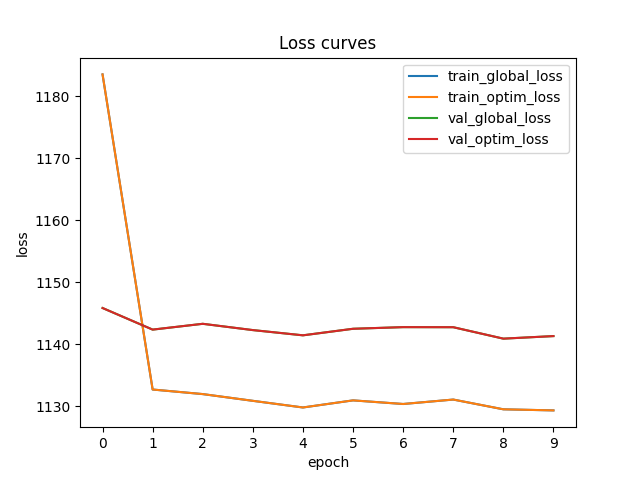 Loss curves
train_global_loss
train_optim_loss
val_global_loss
val_optim_loss
1180
1170
1160
1150
1140
1130
loss
0 1 2 3 4 5 6 7 8 9
epoch